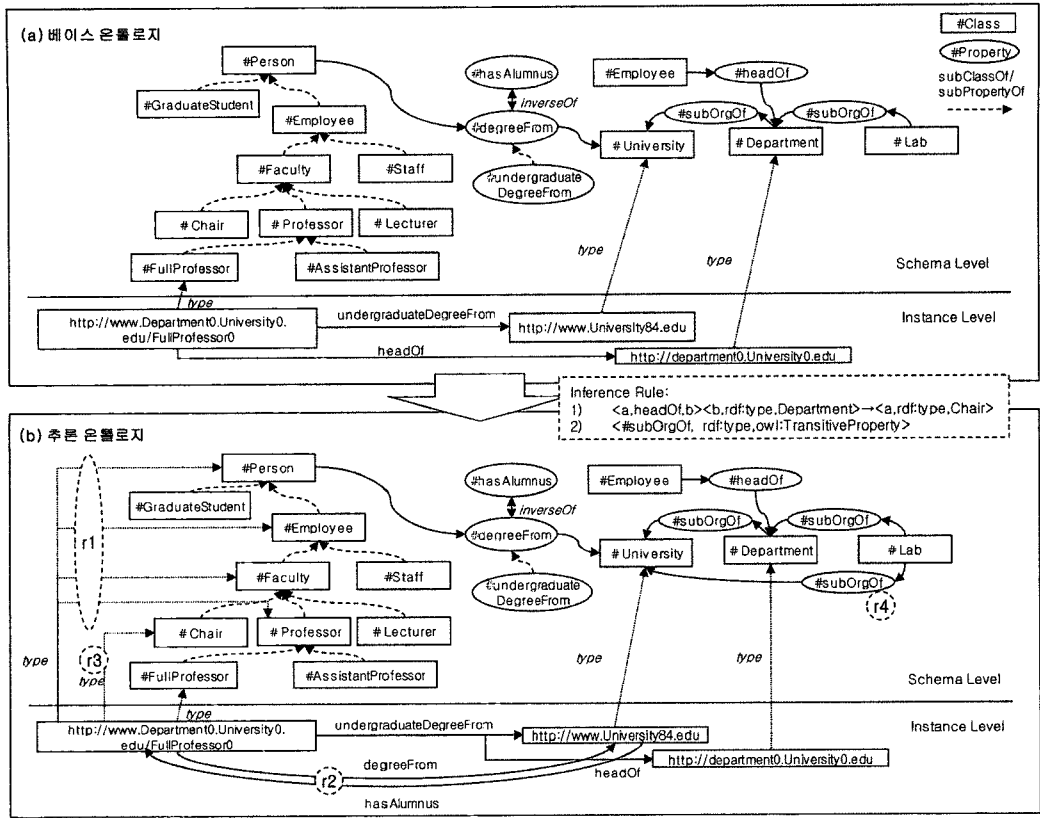 (a) 베이스 온톨로지
#Class
#Property
subClassOf/
subPropertyOf
#Person
#hasAlumnus
#Employee
#headOf
#GraduateStudent
inverseOf
#Employee
#degreeFrom
#subOrgOf
#subOrgOf
#University
#Department
#Lab
#Faculty
#Staff
#undergraduate
DegreeFrom
#Chair
#Professor
#Lecturer
#FullProfessor
#AssistantProfessor
type
type
Schema Level
type
Instance Level
http://www.Department0.University0.
edu/FullProfessor0
undergraduateDegreeFrom
http://www.University84.edu
headOf
http://department0.University0.edu
Inference Rule:
1) <a,headOf,b><b,rdf:type,Department>→<a,rdf:type,Chair>
2) <#subOrgOf, rdf:type,owl:TransitiveProperty>
(b) 추론 온톨로지
#Person
#hasAlumnus
#Employee
#headOf
#GraduateStudent
inverseOf
#Employee
#degreeFrom
#subOrgOf
#subOrgOf
r1
#University
#Department
#Lab
#Faculty
#Staff
#undergraduate
DegreeFrom
#subOrgOf
r4
#Chair
#Professor
#Lecturer
type
r3
type
#FullProfessor
#AssistantProfessor
type
type
Schema Level
type
Instance Level
http://www.Department0.University0.
edu/FullProfessor0
undergraduateDegreeFrom
http://www.University84.edu
degreeFrom
headOf
http://department0.University0.edu
r2
hasAlumnus